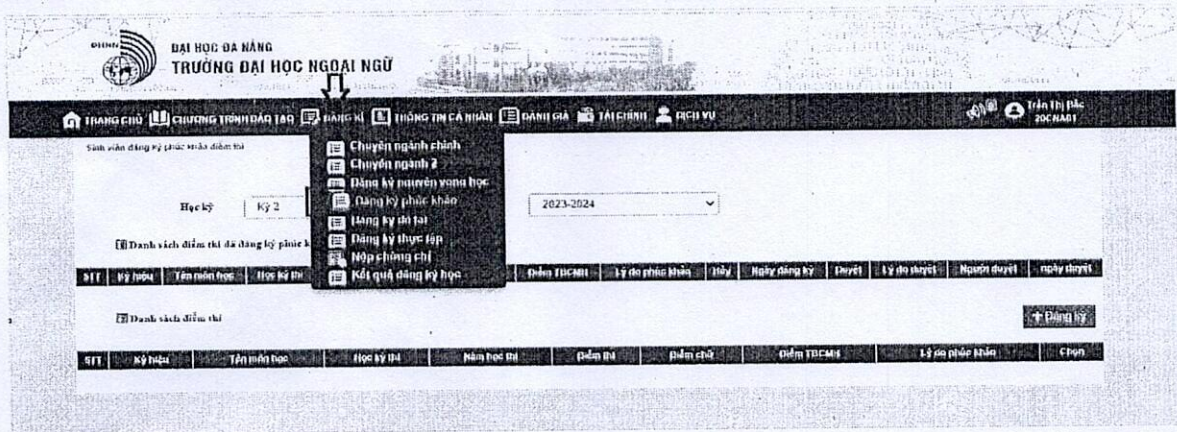 ĐHNN
ĐẠI HỌC ĐÀ NẴNG
TRƯỜNG ĐẠI HỌC NGOẠI NGỮ
TRANG CHỦ CHƯƠNG TRÌNH ĐÀO TẠO ĐĂNG KÍ THÔNG TIN CÁ NHÂN ĐÁNH GIÁ TÀI CHÍNH DỊCH VỤ
Trần Thị Bắc
20CNA01
Sinh viên đăng ký phúc khảo điểm thi
Chuyên ngành chính
Chuyên ngành 2
Đăng ký nguyện vọng học
Đăng ký phúc khảo
Đăng ký đề tài
Đăng ký thực tập
Nộp chứng chỉ
Kết quả đăng ký học
Học kỳ Kỳ 2 2023-2024
Danh sách điểm thi đã đăng ký phúc k
STT Ký hiệu Tên môn học Học kỳ thi Điểm TBCMH Lý do phúc khảo Hủy Ngày đăng ký Duyệt Lý do duyệt Người duyệt ngày duyệt
Danh sách điểm thi
+ Đăng ký
STT Ký hiệu Tên môn học Học kỳ thi Năm học thi Điểm thi Điểm chữ Điểm TBCMH Lý do phúc khảo Chọn